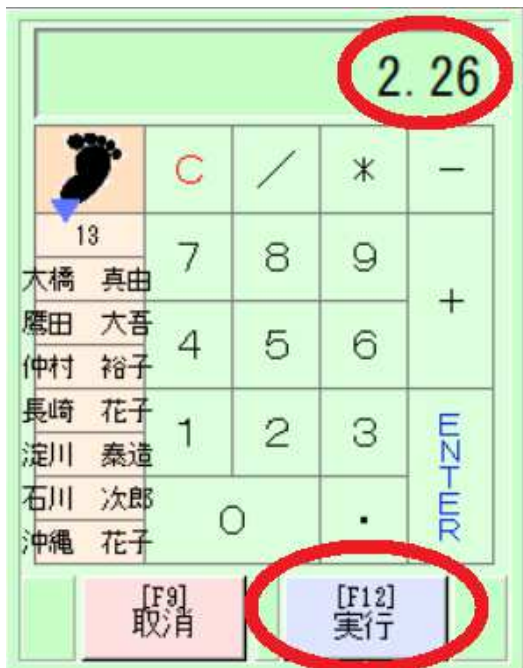 2.26
C / * -
13
7 8 9 +
大橋 真由
鷹田 大吾
4 5 6
仲村 裕子
長崎 花子
1 2 3 ENTER
淀川 泰造
石川 次郎
0 .
沖縄 花子
[F9] [F12]
取消 実行